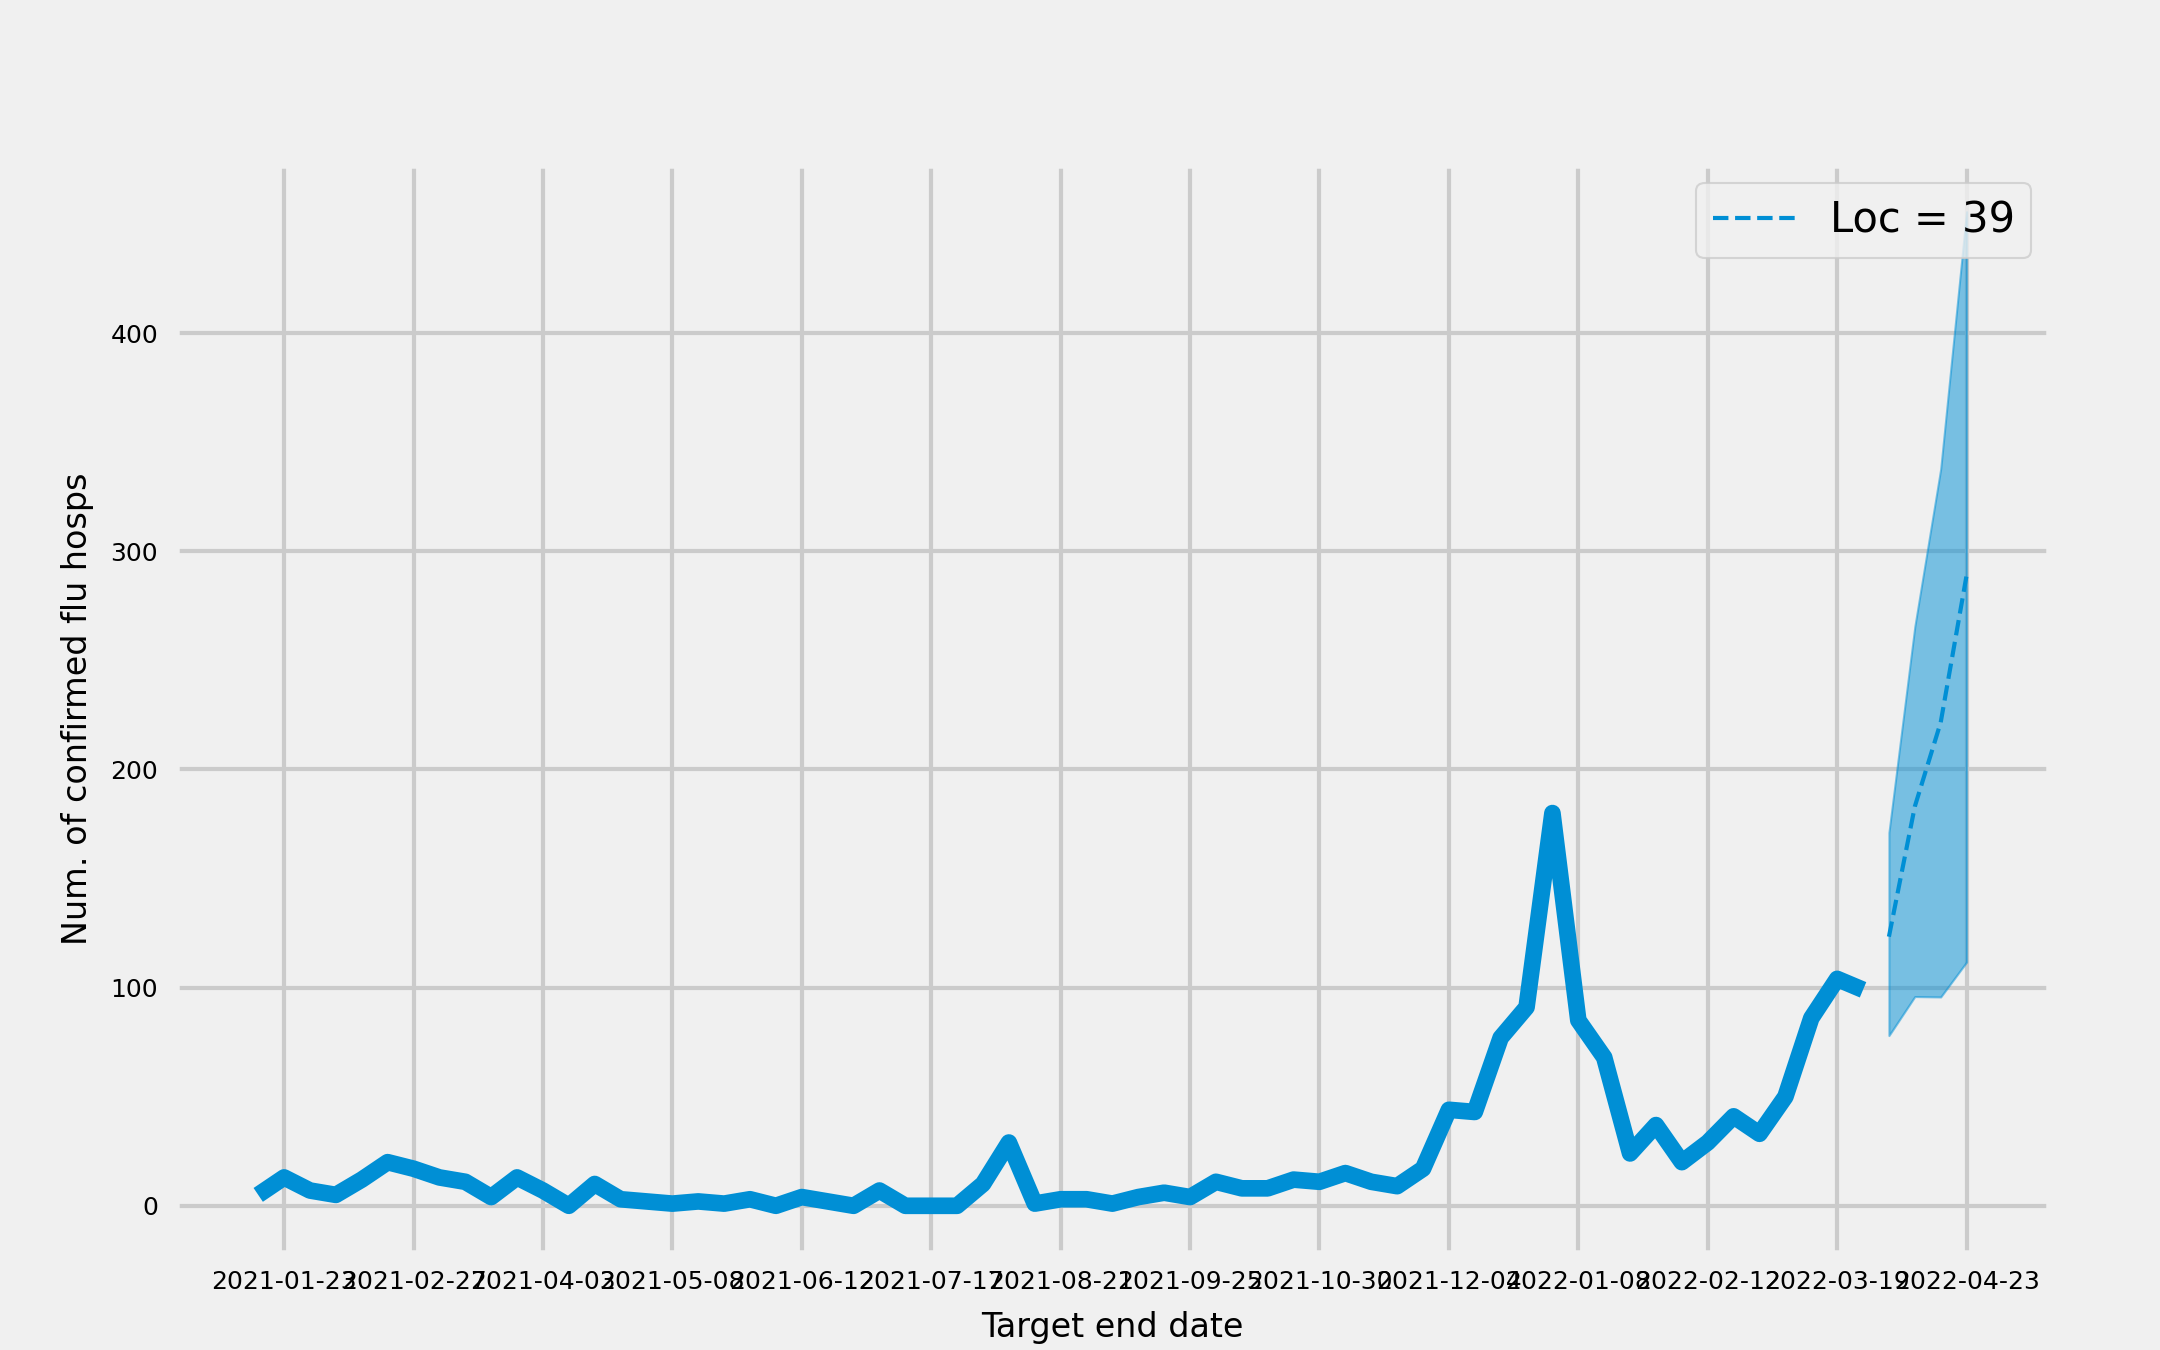 Loc = 39
400
300
200
100
0
Num. of confirmed flu hosps
2021-01-23 2021-02-27 2021-04-03 2021-05-08 2021-06-12 2021-07-17 2021-08-21 2021-09-25 2021-10-30 2021-12-04 2022-01-08 2022-02-12 2022-03-19 2022-04-23
Target end date